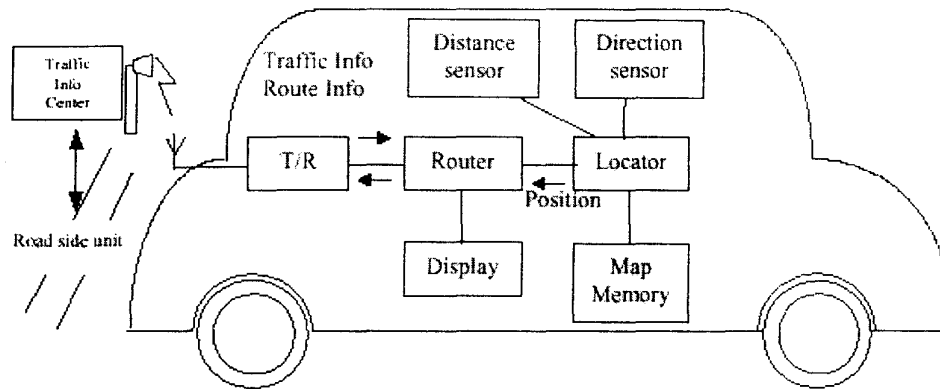 Traffic
Info
Center
Road side unit
Traffic Info
Route Info
Distance
sensor
Direction
sensor
T/R
Router
Locator
Position
Display
Map
Memory